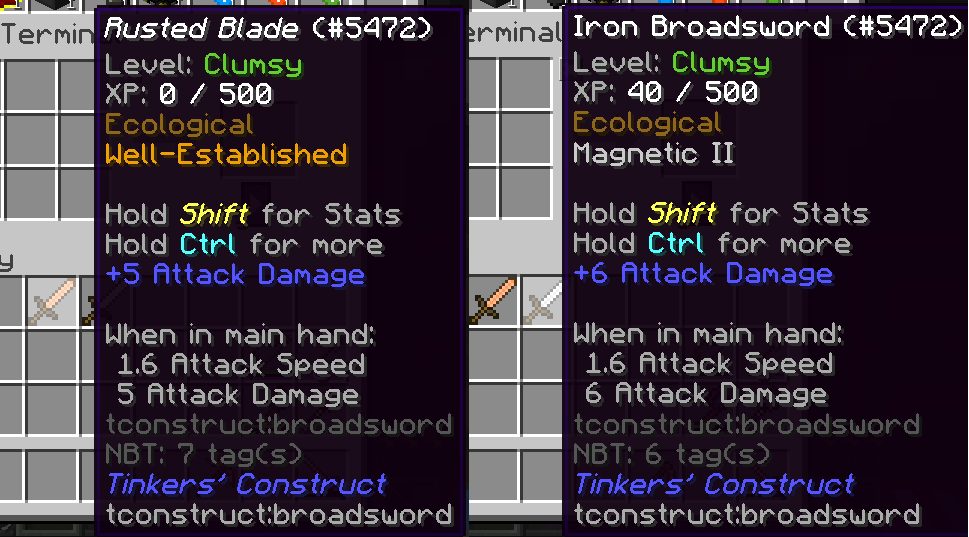 Termin
Rusted Blade (#5472)
Level: Clumsy
XP: 0 / 500
Ecological
Well-Established
Hold Shift for Stats
Hold Ctrl for more
+5 Attack Damage
When in main hand:
1.6 Attack Speed
5 Attack Damage
tconstruct:broadsword
NBT: 7 tag(s)
Tinkers' Construct
tconstruct:broadsword
y
erminal
Iron Broadsword (#5472)
Level: Clumsy
XP: 40 / 500
Ecological
Magnetic II
Hold Shift for Stats
Hold Ctrl for more
+6 Attack Damage
When in main hand:
1.6 Attack Speed
6 Attack Damage
tconstruct:broadsword
NBT: 6 tag(s)
Tinkers' Construct
tconstruct:broadsword